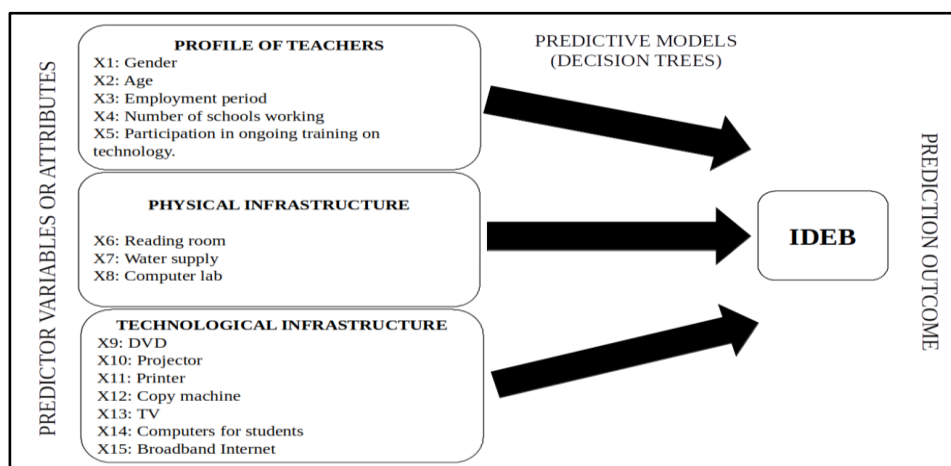 PREDICTOR VARIABLES OR ATTRIBUTES
PROFILE OF TEACHERS
X1: Gender
X2: Age
X3: Employment period
X4: Number of schools working
X5: Participation in ongoing training on
technology.
PHYSICAL INFRASTRUCTURE
X6: Reading room
X7: Water supply
X8: Computer lab
TECHNOLOGICAL INFRASTRUCTURE
X9: DVD
X10: Projector
X11: Printer
X12: Copy machine
X13: TV
X14: Computers for students
X15: Broadband Internet
PREDICTIVE MODELS
(DECISION TREES)
IDEB
PREDICTION OUTCOME